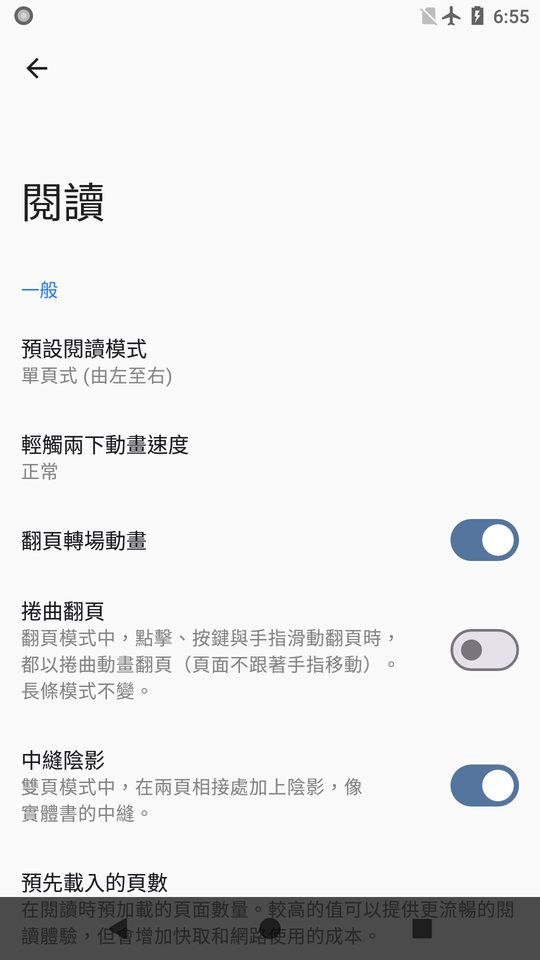 6:55
閱讀
一般
預設閱讀模式
單頁式 (由左至右)
輕觸兩下動畫速度
正常
翻頁轉場動畫
捲曲翻頁
翻頁模式中，點擊、按鍵與手指滑動翻頁時，
都以捲曲動畫翻頁（頁面不跟著手指移動）。
長條模式不變。
中縫陰影
雙頁模式中，在兩頁相接處加上陰影，像
實體書的中縫。
預先載入的頁數
在閱讀時預加載的頁面數量。較高的值可以提供更流暢的閱
讀體驗，但會增加快取和網路使用的成本。